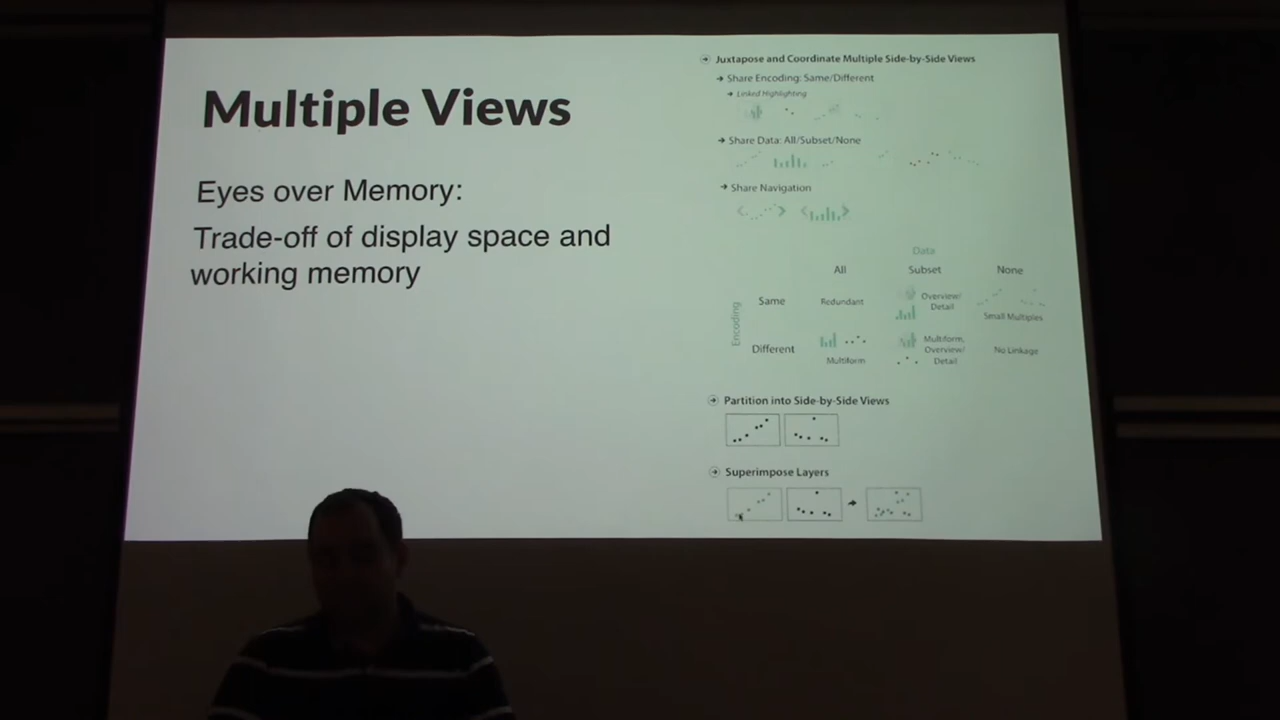 Multiple Views
Eyes over Memory:
Trade-off of display space and
working memory
Juxtapose and Coordinate Multiple Side-by-Side Views
Share Encoding: Same/Different
Linked Highlighting
Share Data: All/Subset/None
Share Navigation
Data
All Subset None
Encoding
Same
Redundant
Overview/
Detail
Small Multiples
Different
Multiform
Multiform,
Overview/
Detail
No Linkage
Partition into Side-by-Side Views
Superimpose Layers